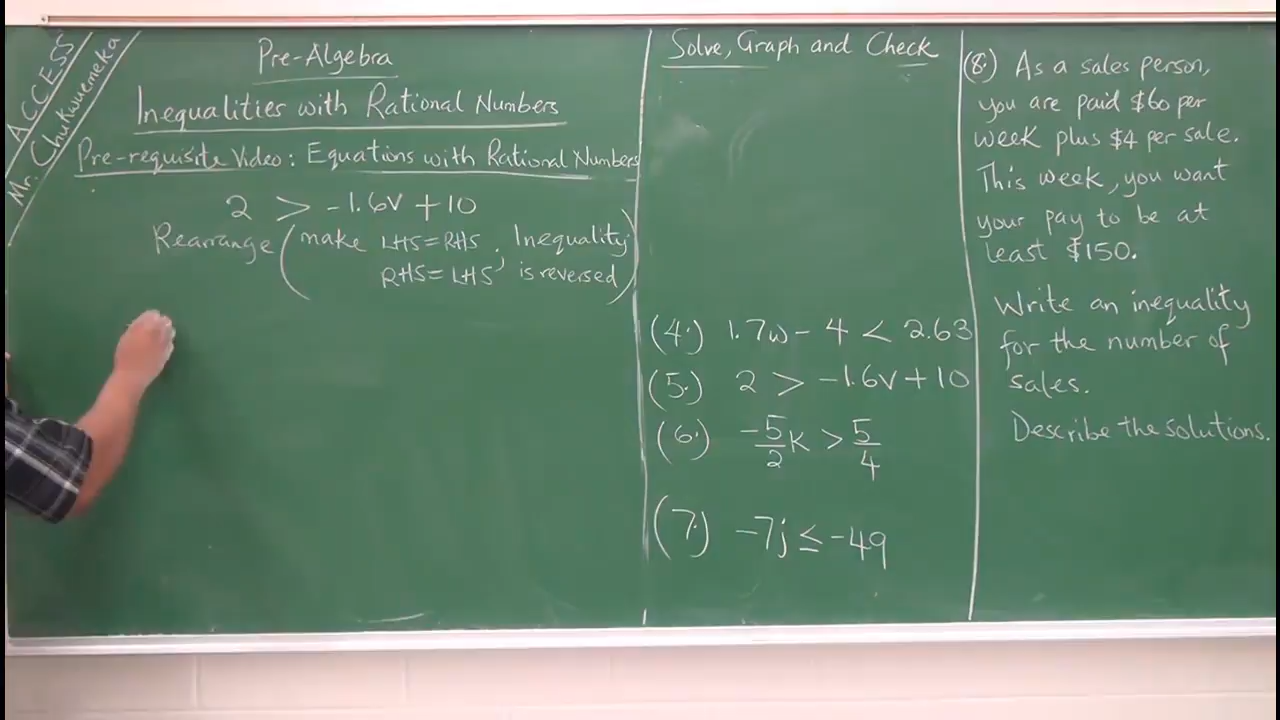 ACCESS
Mr. Chukwuemeka
Pre-Algebra
Inequalities with Rational Numbers
Pre-requisite Video: Equations with Rational Numbers
2 > -1.6v + 10
Rearrange (make LHS = RHS, Inequality
RHS = LHS is reversed)
Solve, Graph and Check
(4.) 1.7w - 4 < 2.63
(5.) 2 > -1.6v + 10
(6.) -5/2 k > 5/4
(7.) -7j ≤ -49
(8.) As a sales person,
you are paid $60 per
week plus $4 per sale.
This week, you want
your pay to be at
least $150.
Write an inequality
for the number of
sales.
Describe the solutions.